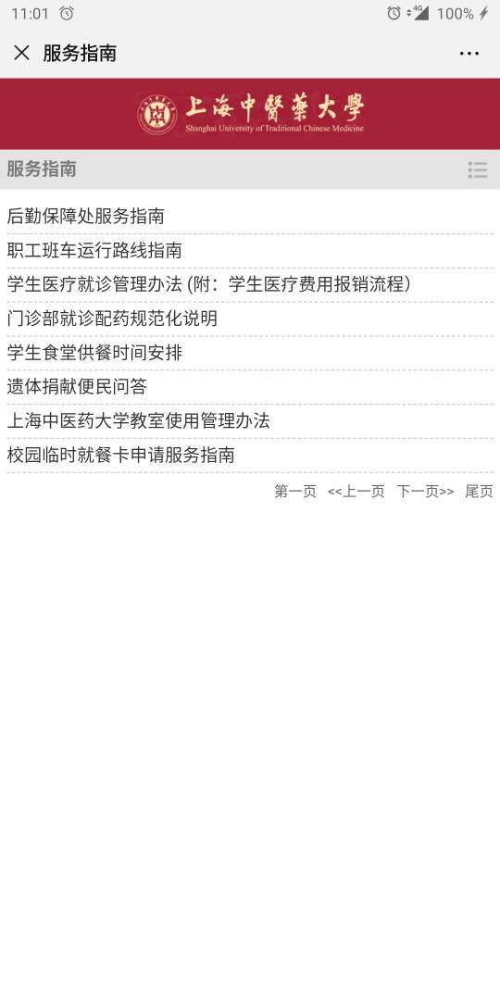 11:01
4G
100%
服务指南
上海中醫藥大學
Shanghai University of Traditional Chinese Medicine
服务指南
后勤保障处服务指南
职工班车运行路线指南
学生医疗就诊管理办法 (附：学生医疗费用报销流程）
门诊部就诊配药规范化说明
学生食堂供餐时间安排
遗体捐献便民问答
上海中医药大学教室使用管理办法
校园临时就餐卡申请服务指南
第一页 <<上一页 下一页>> 尾页